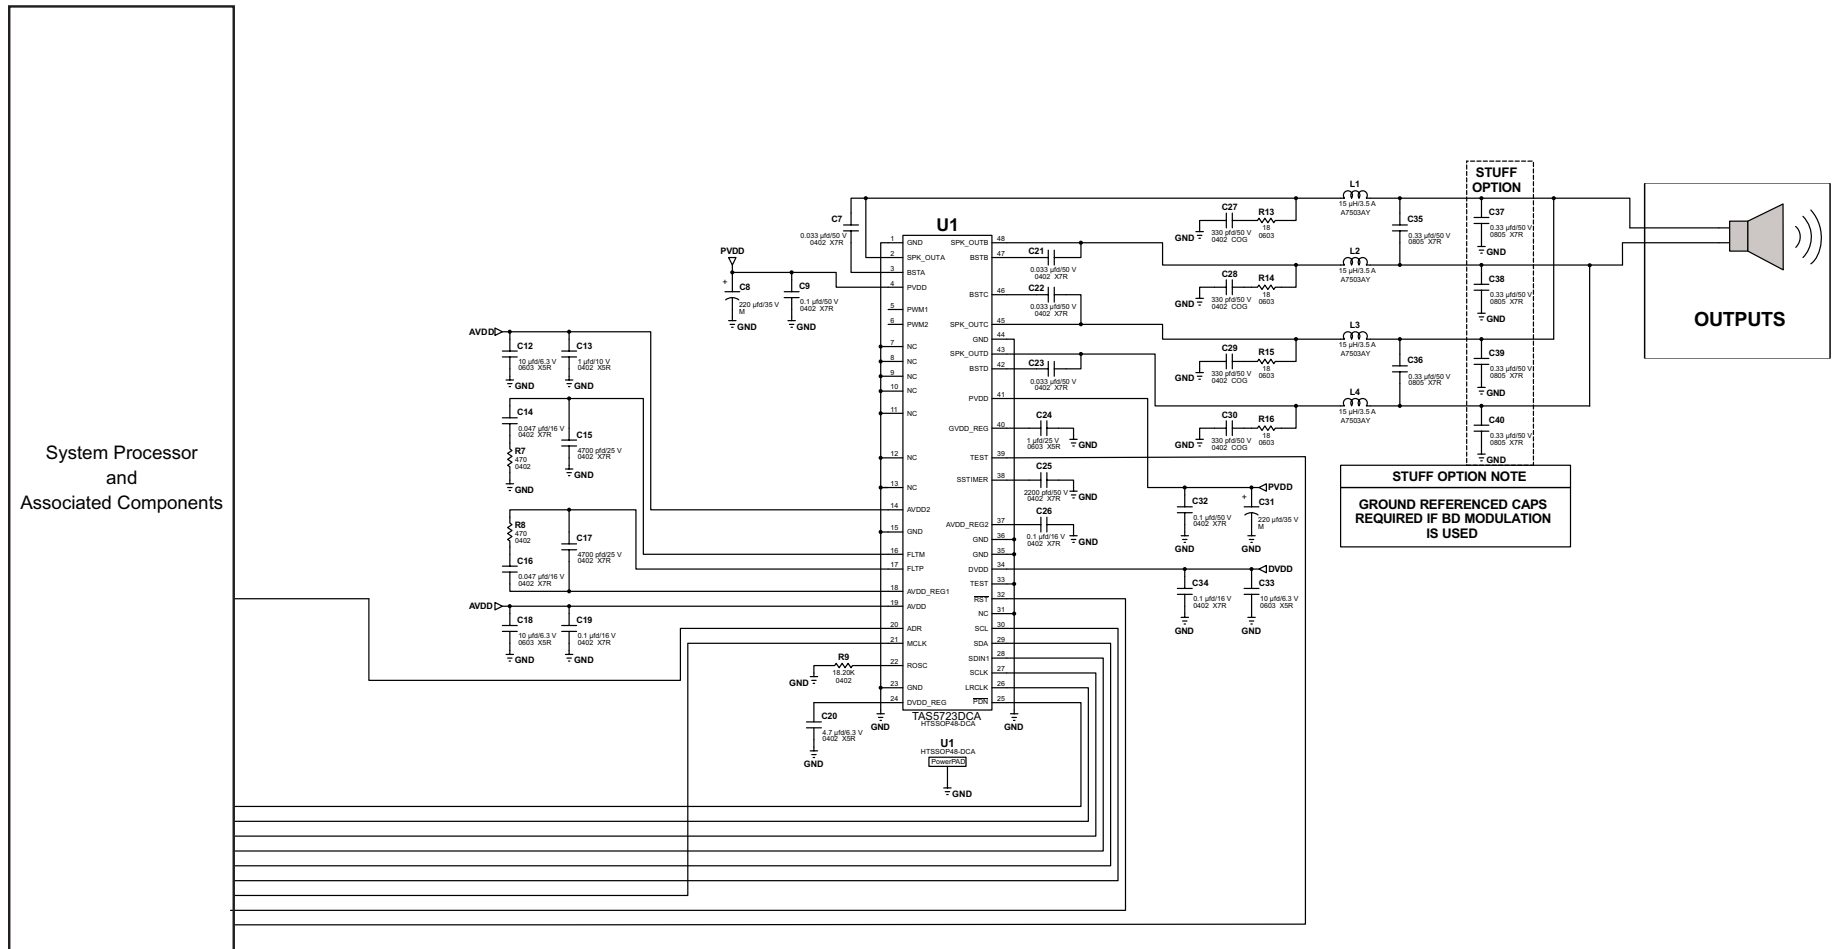 System Processor
and
Associated Components
PVDD
+
C8
220 µfd/35 V
M
GND
C9
0.1 µfd/50 V
0402 X7R
GND
C7
0.033 µfd/50 V
0402 X7R
AVDD
C12
10 µfd/6.3 V
0603 X5R
GND
C13
1 µfd/10 V
0402 X5R
GND
C14
0.047 µfd/16 V
0402 X7R
R7
470
0402
GND
C15
4700 pfd/25 V
0402 X7R
GND
R8
470
0402
C16
0.047 µfd/16 V
0402 X7R
C17
4700 pfd/25 V
0402 X7R
AVDD
C18
10 µfd/6.3 V
0603 X5R
GND
C19
0.1 µfd/16 V
0402 X7R
GND
R9
18.20K
0402
GND
C20
4.7 µfd/6.3 V
0402 X5R
GND
U1
1 GND
2 SPK_OUTA
3 BSTA
4 PVDD
5 PWM1
6 PWM2
7 NC
8 NC
9 NC
10 NC
11 NC
12 NC
13 NC
14 AVDD2
15 GND
16 FLTM
17 FLTP
18 AVDD_REG1
19 AVDD
20 ADR
21 MCLK
22 ROSC
23 GND
24 DVDD_REG
SPK_OUTB 48
BSTB 47
BSTC 46
SPK_OUTC 45
GND 44
SPK_OUTD 43
BSTD 42
PVDD 41
GVDD_REG 40
TEST 39
SSTIMER 38
AVDD_REG2 37
GND 36
GND 35
DVDD 34
TEST 33
RST 32
NC 31
SCL 30
SDA 29
SDIN1 28
SCLK 27
LRCLK 26
PDN 25
TAS5723DCA
HTSSOP48-DCA
GND
GND
U1
HTSSOP48-DCA
PowerPAD
GND
C21
0.033 µfd/50 V
0402 X7R
C22
0.033 µfd/50 V
0402 X7R
C23
0.033 µfd/50 V
0402 X7R
C24
1 µfd/25 V
0603 X5R
GND
C25
2200 pfd/50 V
0402 X7R
GND
C26
0.1 µfd/16 V
0402 X7R
GND
C27
330 pfd/50 V
0402 COG
R13
18
0603
GND
C28
330 pfd/50 V
0402 COG
R14
18
0603
GND
C29
330 pfd/50 V
0402 COG
R15
18
0603
GND
C30
330 pfd/50 V
0402 COG
R16
18
0603
GND
PVDD
C32
0.1 µfd/50 V
0402 X7R
GND
+
C31
220 µfd/35 V
M
GND
DVDD
C34
0.1 µfd/16 V
0402 X7R
GND
C33
10 µfd/6.3 V
0603 X5R
GND
L1
15 µH/3.5 A
A7503AY
L2
15 µH/3.5 A
A7503AY
L3
15 µH/3.5 A
A7503AY
L4
15 µH/3.5 A
A7503AY
C35
0.33 µfd/50 V
0805 X7R
C36
0.33 µfd/50 V
0805 X7R
STUFF
OPTION
C37
0.33 µfd/50 V
0805 X7R
GND
C38
0.33 µfd/50 V
0805 X7R
GND
C39
0.33 µfd/50 V
0805 X7R
GND
C40
0.33 µfd/50 V
0805 X7R
GND
STUFF OPTION NOTE
GROUND REFERENCED CAPS
REQUIRED IF BD MODULATION
IS USED
OUTPUTS